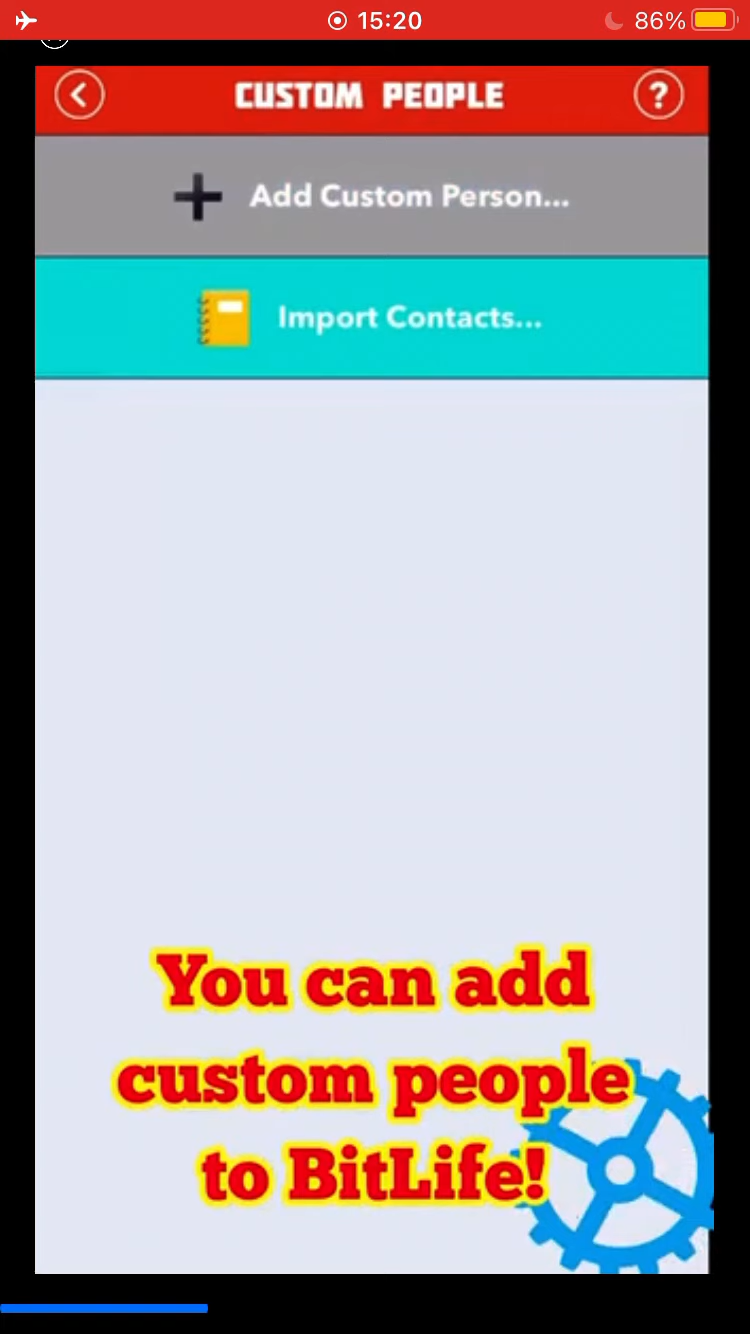 15:20
86%
CUSTOM PEOPLE
?
Add Custom Person...
Import Contacts...
You can add
custom people
to BitLife!